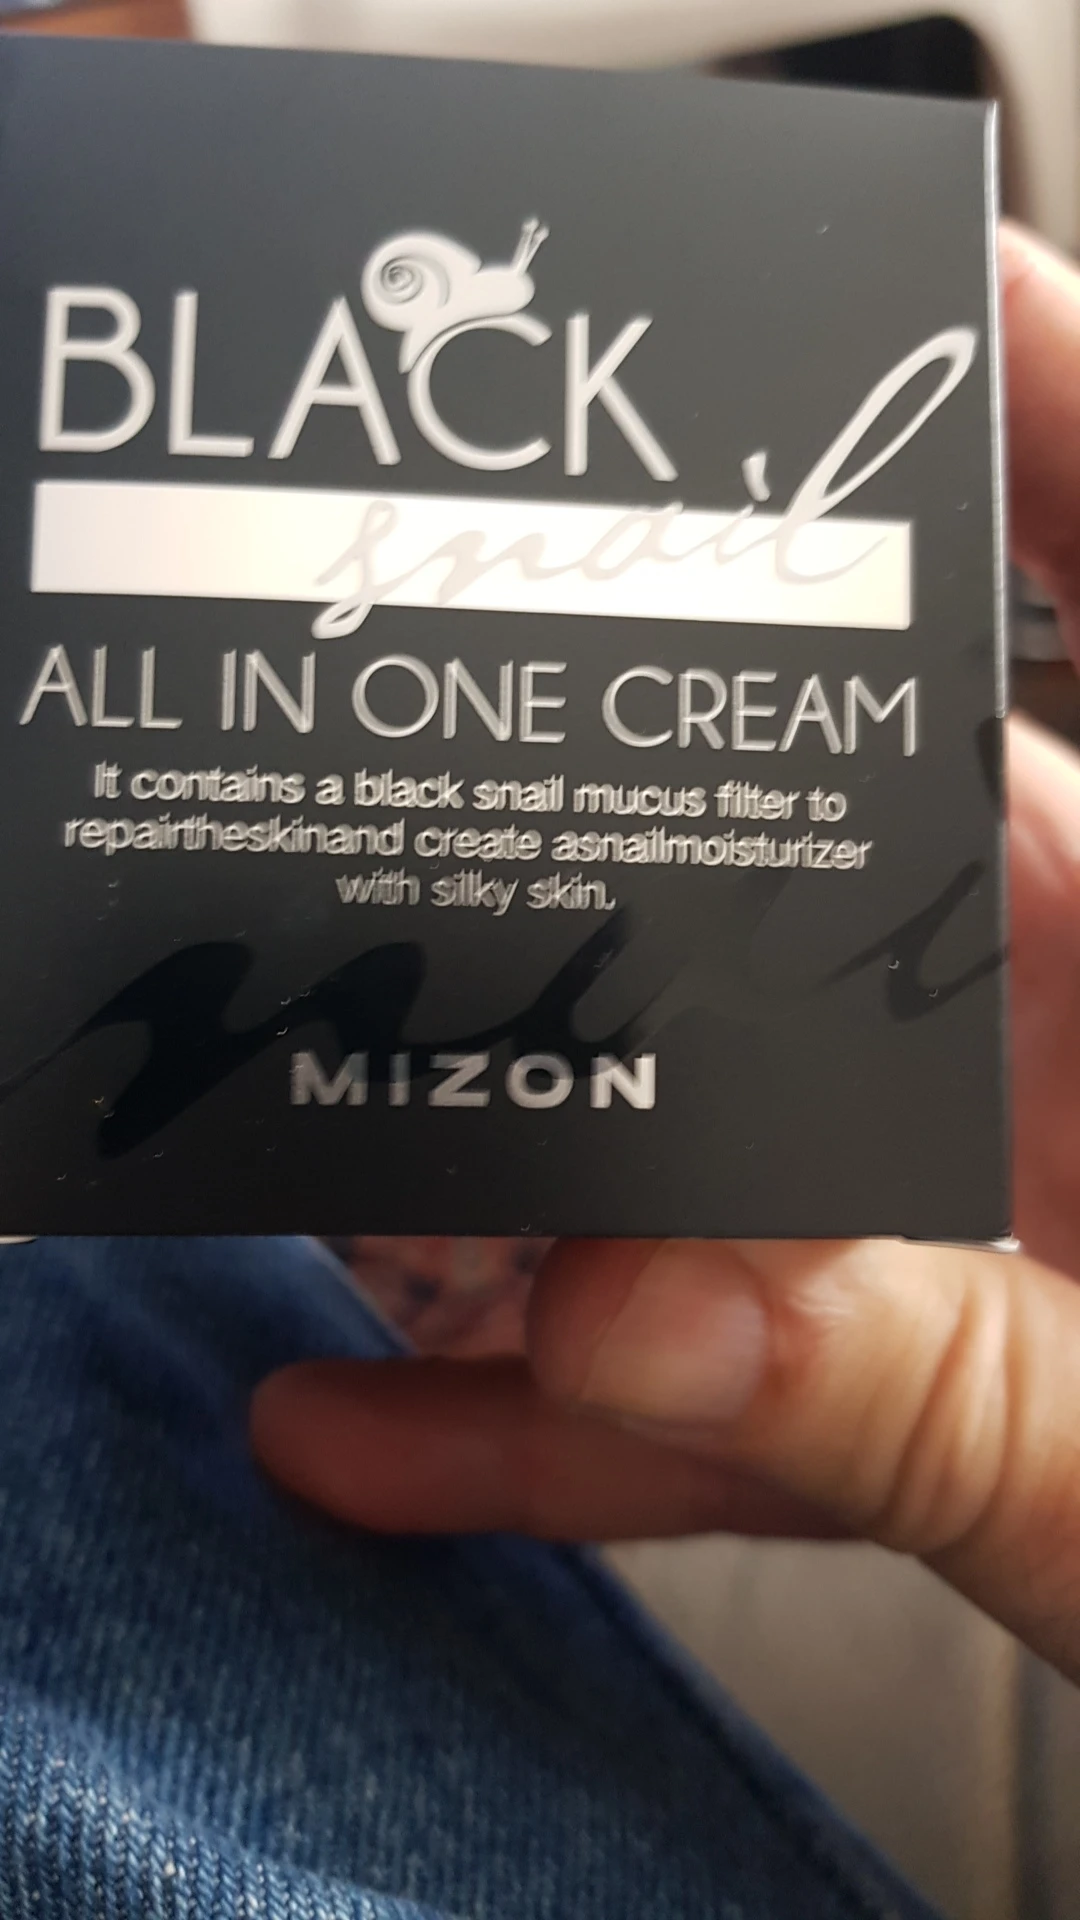 BLACK
snail
ALL IN ONE CREAM
It contains a black snail mucus filter to
repairtheskinand create asnailmoisturizer
with silky skin.
MIZON